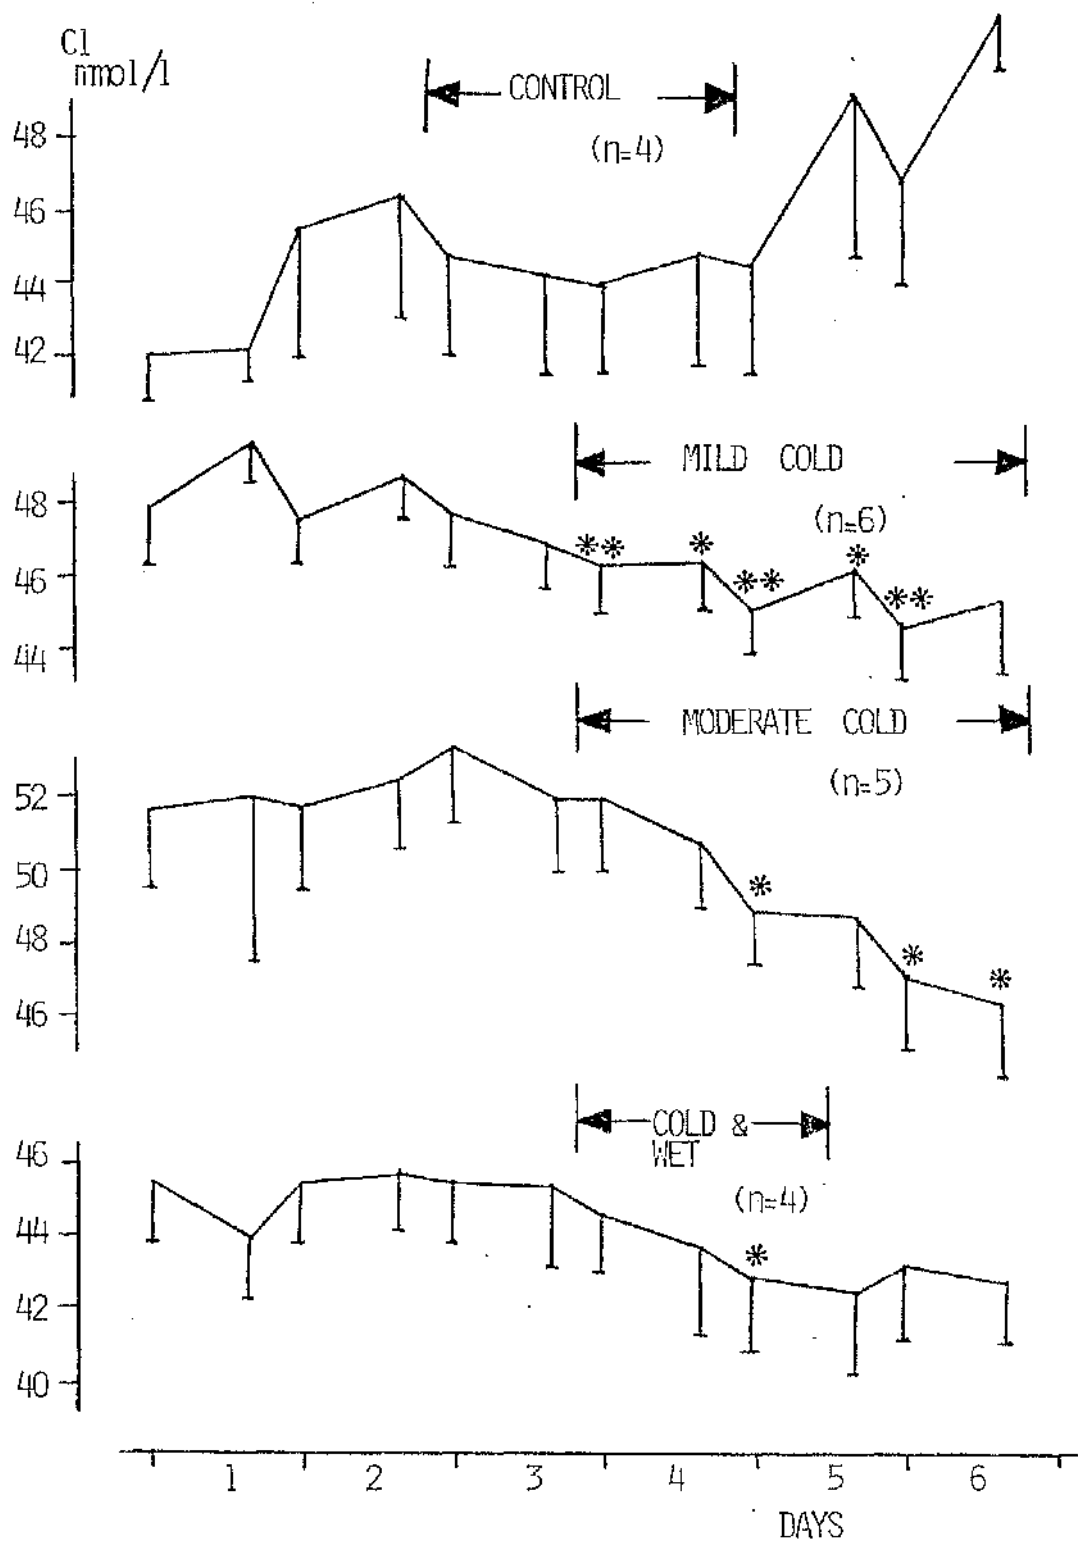 Cl
mmol/l
CONTROL
(n=4)
48
46
44
42
MILD COLD
(n=6)
48
46
44
** * ** * **
MODERATE COLD
(n=5)
52
50
48
46
* * *
COLD &
WET
(n=4)
46
44
42
40
*
1 2 3 4 5 6
DAYS